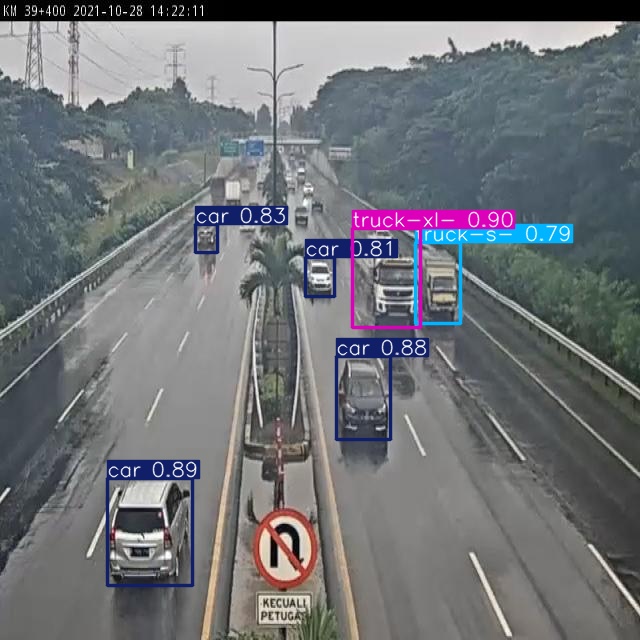 KM 39+400 2021-10-28 14:22:11
car 0.83
truck-xl- 0.90
ruck-s- 0.79
car 0.81
car 0.88
car 0.89
KECUALI
PETUGAS